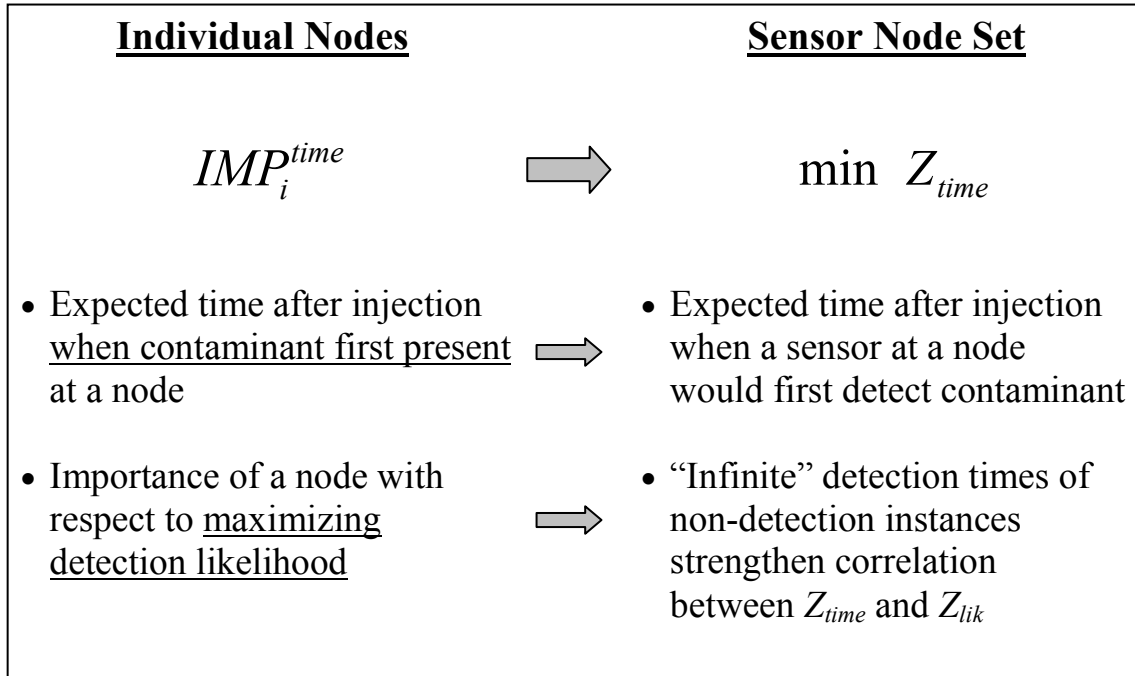 Individual Nodes
IMP_i^time
• Expected time after injection
when contaminant first present
at a node
• Importance of a node with
respect to maximizing
detection likelihood
Sensor Node Set
min Z_time
• Expected time after injection
when a sensor at a node
would first detect contaminant
• “Infinite” detection times of
non-detection instances
strengthen correlation
between Z_time and Z_lik